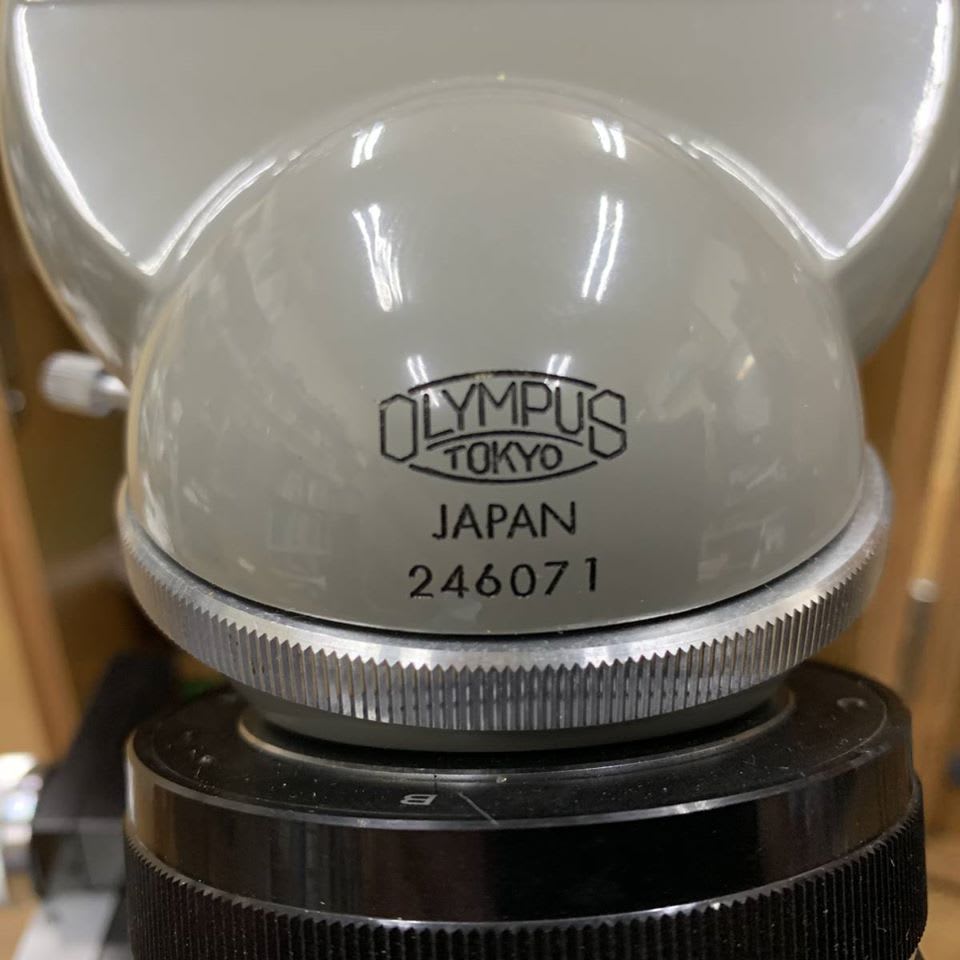 OLYMPUS
TOKYO
JAPAN
246071
B